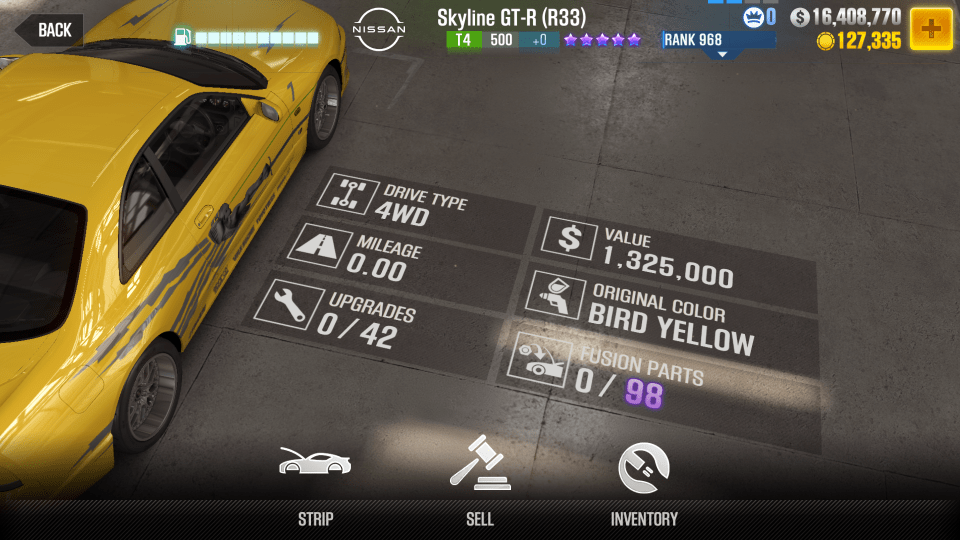 BACK
NISSAN
Skyline GT-R (R33)
T4 500 +0
RANK 968
0
$ 16,408,770
127,335
+
DRIVE TYPE
4WD
MILEAGE
0.00
UPGRADES
0 / 42
$
VALUE
1,325,000
ORIGINAL COLOR
BIRD YELLOW
FUSION PARTS
0 / 98
7
STRIP
SELL
INVENTORY